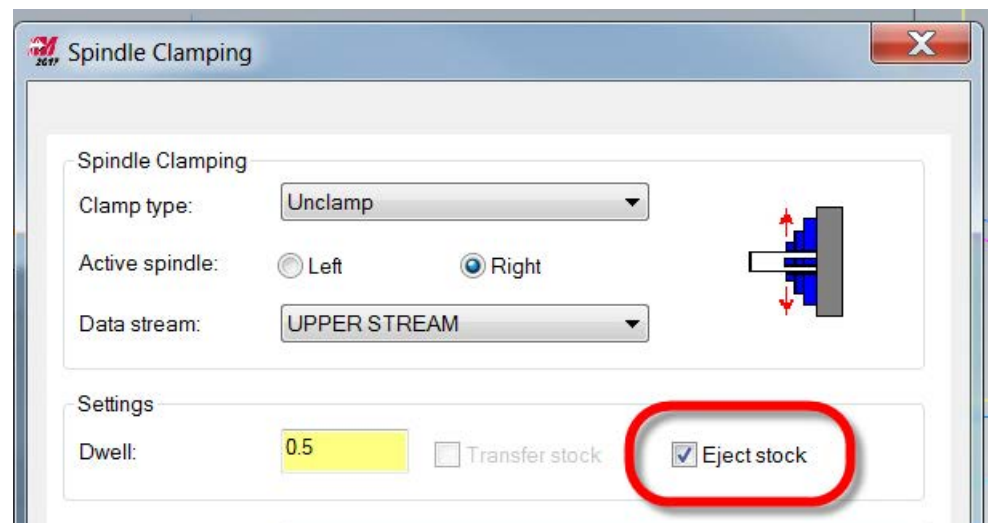 2017 Spindle Clamping X
Spindle Clamping
Clamp type: Unclamp
Active spindle: Left Right
Data stream: UPPER STREAM
Settings
Dwell: 0.5 Transfer stock Eject stock